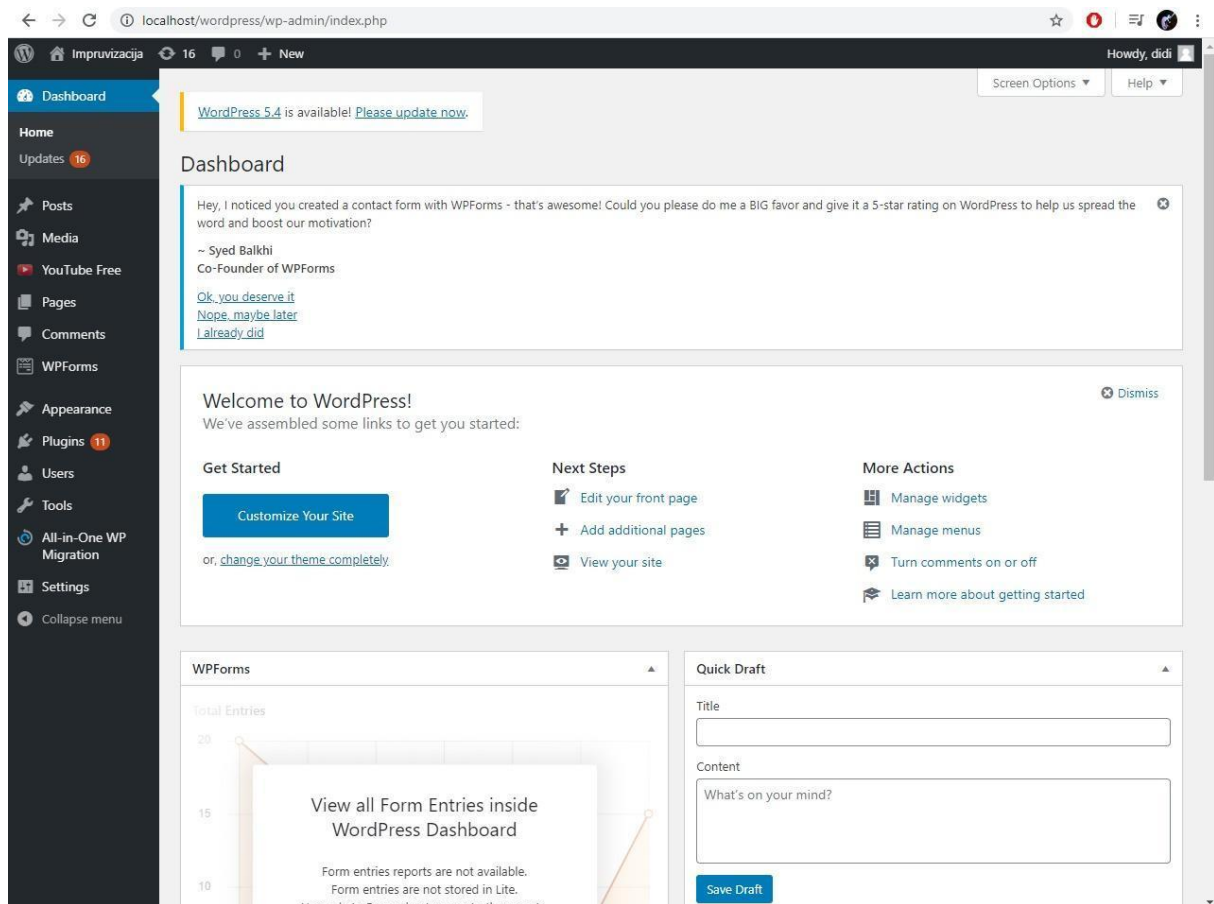 localhost/wordpress/wp-admin/index.php
Impruvizacija 16 0 + New Howdy, didi
Screen Options ▼ Help ▼
Dashboard
Home
Updates 16
Posts
Media
YouTube Free
Pages
Comments
WPForms
Appearance
Plugins 11
Users
Tools
All-in-One WP
Migration
Settings
Collapse menu
WordPress 5.4 is available! Please update now.
Dashboard
Hey, I noticed you created a contact form with WPForms - that's awesome! Could you please do me a BIG favor and give it a 5-star rating on WordPress to help us spread the
word and boost our motivation?
~ Syed Balkhi
Co-Founder of WPForms
Ok, you deserve it
Nope, maybe later
I already did
Welcome to WordPress!
Dismiss
We've assembled some links to get you started:
Get Started
Customize Your Site
or, change your theme completely
Next Steps
Edit your front page
Add additional pages
View your site
More Actions
Manage widgets
Manage menus
Turn comments on or off
Learn more about getting started
WPForms
Total Entries
20
15
10
View all Form Entries inside
WordPress Dashboard
Form entries reports are not available.
Form entries are not stored in Lite.
Quick Draft
Title
Content
What's on your mind?
Save Draft